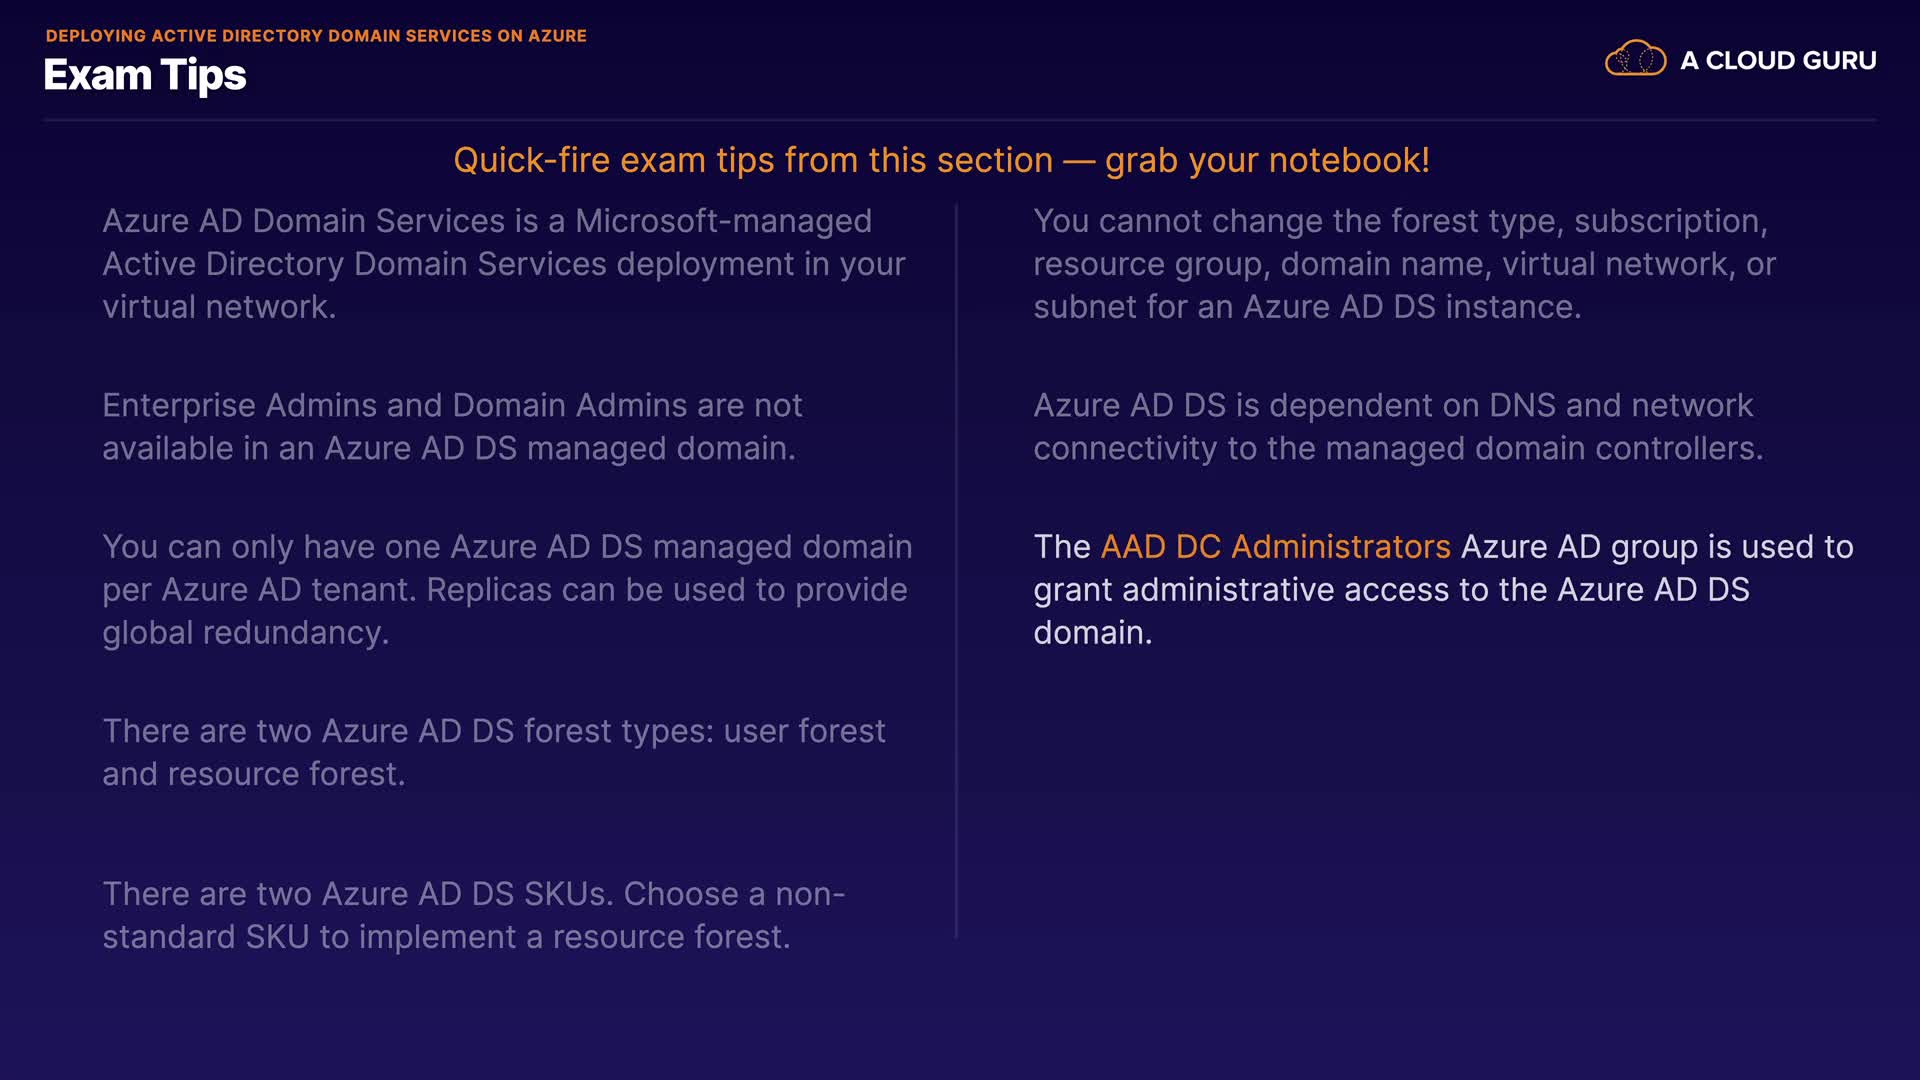 DEPLOYING ACTIVE DIRECTORY DOMAIN SERVICES ON AZURE
Exam Tips
A CLOUD GURU
Quick-fire exam tips from this section — grab your notebook!
Azure AD Domain Services is a Microsoft-managed
Active Directory Domain Services deployment in your
virtual network.
Enterprise Admins and Domain Admins are not
available in an Azure AD DS managed domain.
You can only have one Azure AD DS managed domain
per Azure AD tenant. Replicas can be used to provide
global redundancy.
There are two Azure AD DS forest types: user forest
and resource forest.
There are two Azure AD DS SKUs. Choose a non-
standard SKU to implement a resource forest.
You cannot change the forest type, subscription,
resource group, domain name, virtual network, or
subnet for an Azure AD DS instance.
Azure AD DS is dependent on DNS and network
connectivity to the managed domain controllers.
The AAD DC Administrators Azure AD group is used to
grant administrative access to the Azure AD DS
domain.